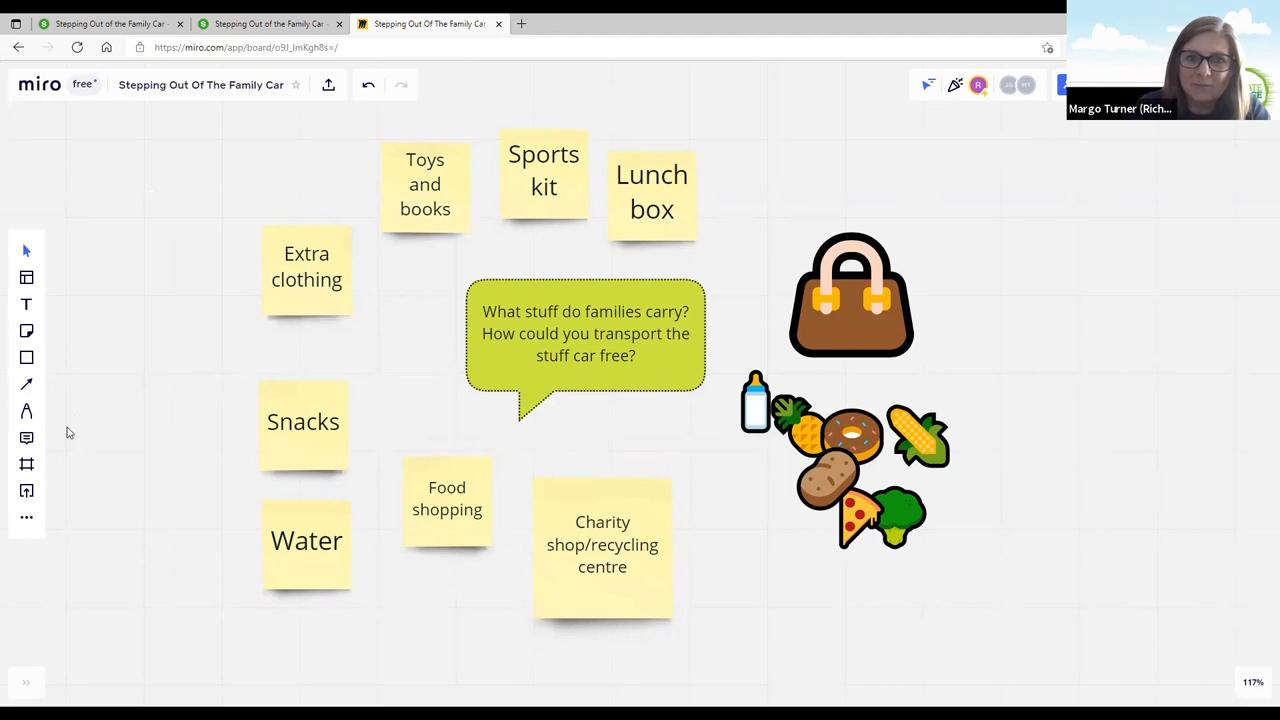 Stepping Out of the Family Car -
Stepping Out of the Family Car -
Stepping Out Of The Family Car,
https://miro.com/app/board/o9J_lmKgh8s=/
miro
free
Stepping Out Of The Family Car
R
JG
MT
Margo Turner (Rich...
Toys
and
books
Sports
kit
Lunch
box
Extra
clothing
What stuff do families carry?
How could you transport the
stuff car free?
Snacks
Food
shopping
Charity
shop/recycling
centre
Water
117%